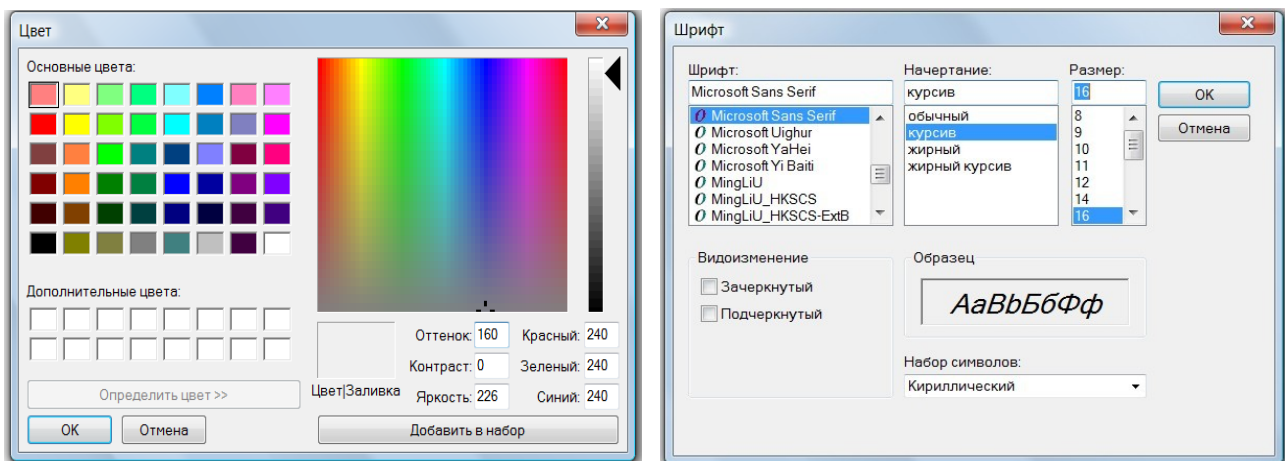 Цвет
Основные цвета:
Дополнительные цвета:
Определить цвет >>
OK Отмена
Цвет|Заливка
Оттенок: 160 Красный: 240
Контраст: 0 Зеленый: 240
Яркость: 226 Синий: 240
Добавить в набор
Шрифт
Шрифт: Начертание: Размер:
Microsoft Sans Serif курсив 16
O Microsoft Sans Serif обычный 8
O Microsoft Uighur курсив 9
O Microsoft YaHei жирный 10
O Microsoft Yi Baiti жирный курсив 11
O MingLiU 12
O MingLiU_HKSCS 14
O MingLiU_HKSCS-ExtB 16
OK
Отмена
Видоизменение
Зачеркнутый
Подчеркнутый
Образец
АаBbБбФф
Набор символов:
Кириллический